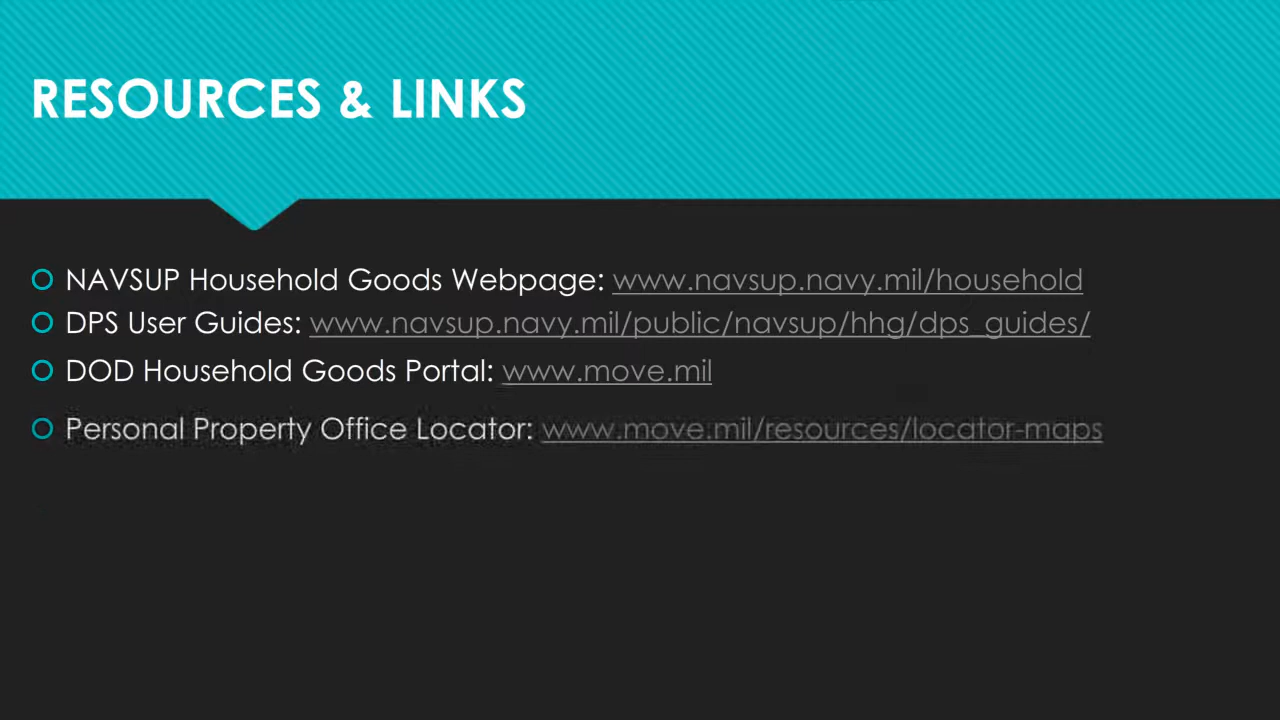 RESOURCES & LINKS
NAVSUP Household Goods Webpage: www.navsup.navy.mil/household
DPS User Guides: www.navsup.navy.mil/public/navsup/hhg/dps_guides/
DOD Household Goods Portal: www.move.mil
Personal Property Office Locator: www.move.mil/resources/locator-maps